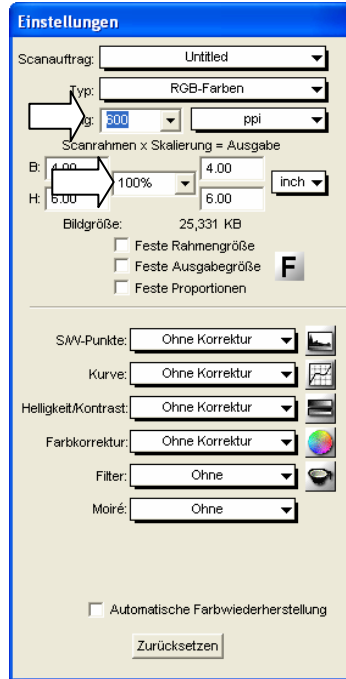 Einstellungen
Scanauftrag: Untitled
Typ: RGB-Farben
g: 600 ppi
Scanrahmen x Skalierung = Ausgabe
B: 4.00 100% 4.00 inch
H: 6.00 6.00
Bildgröße: 25,331 KB
Feste Rahmengröße
Feste Ausgabegröße F
Feste Proportionen
S/W-Punkte: Ohne Korrektur
Kurve: Ohne Korrektur
Helligkeit/Kontrast: Ohne Korrektur
Farbkorrektur: Ohne Korrektur
Filter: Ohne
Moiré: Ohne
Automatische Farbwiederherstellung
Zurücksetzen